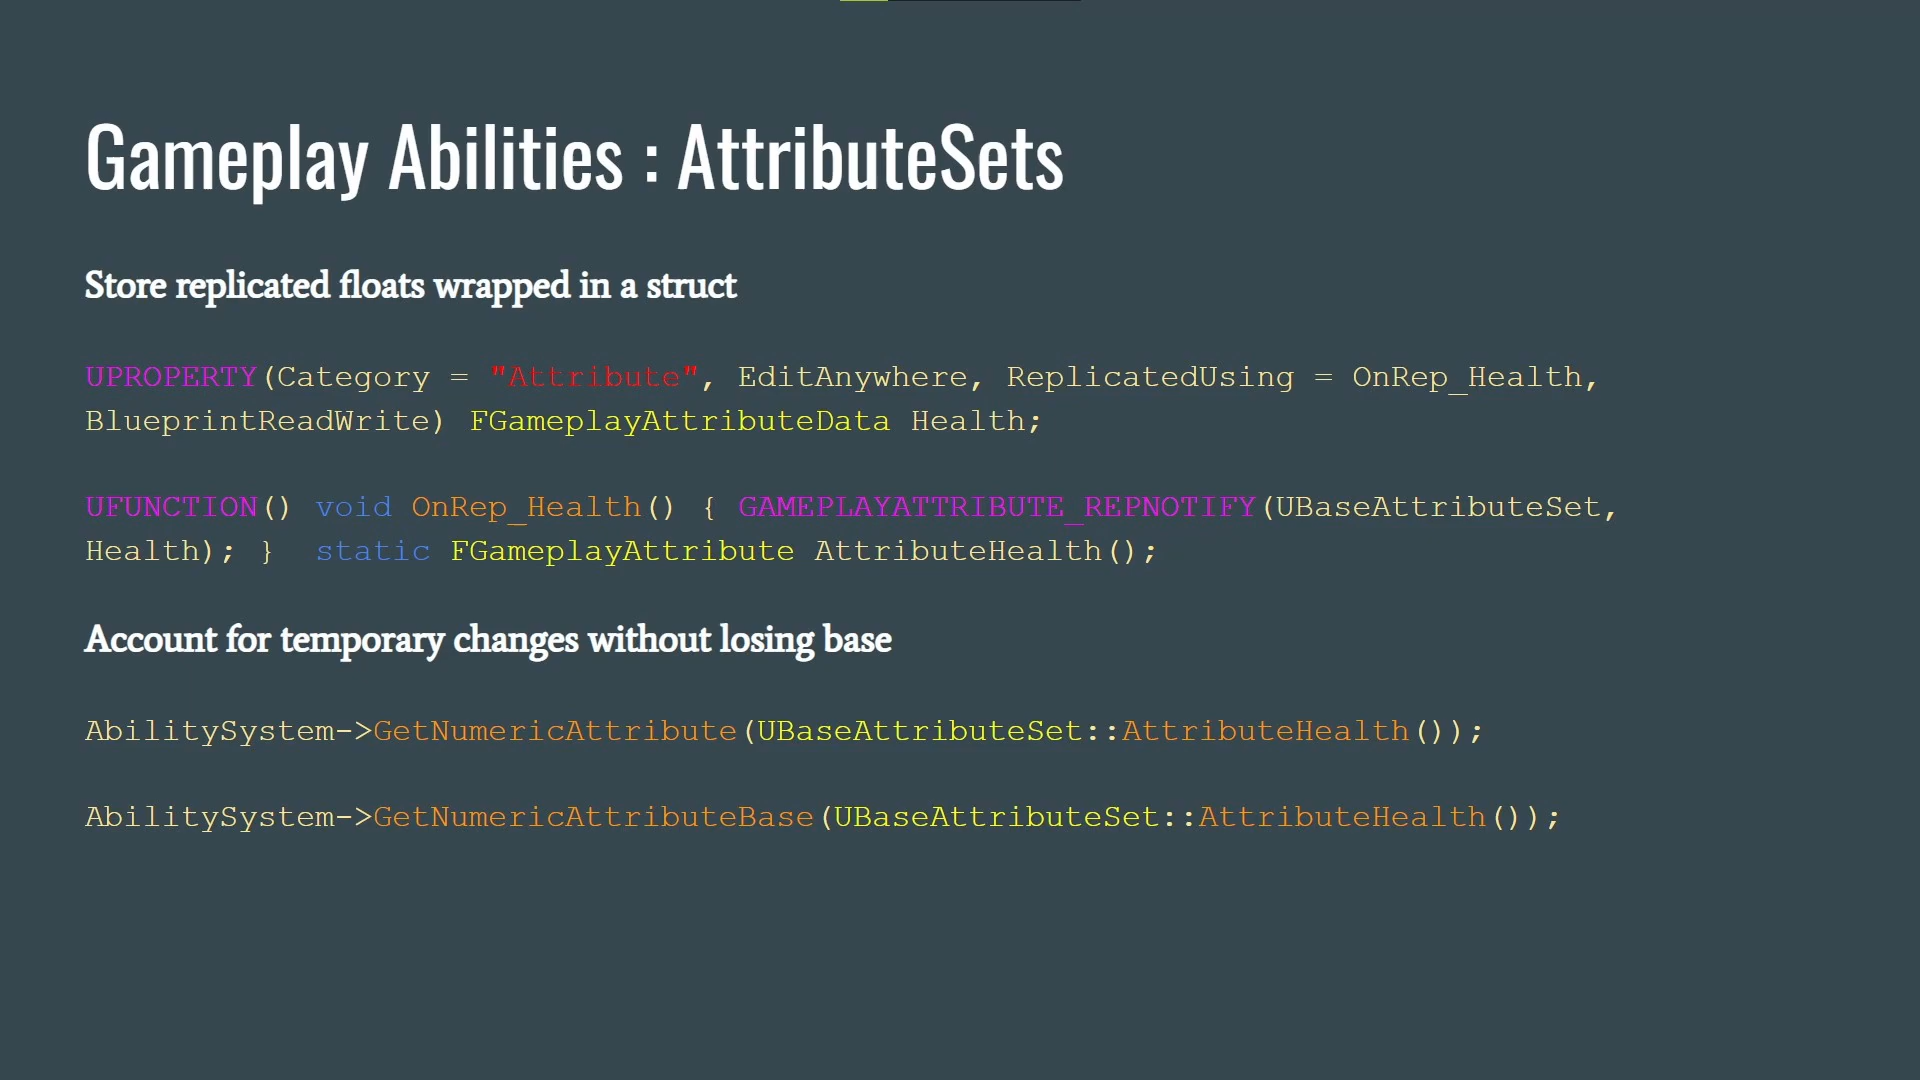 Gameplay Abilities : AttributeSets
Store replicated floats wrapped in a struct
UPROPERTY(Category = "Attribute", EditAnywhere, ReplicatedUsing = OnRep_Health,
BlueprintReadWrite) FGameplayAttributeData Health;
UFUNCTION() void OnRep_Health() { GAMEPLAYATTRIBUTE_REPNOTIFY(UBaseAttributeSet,
Health); }  static FGameplayAttribute AttributeHealth();
Account for temporary changes without losing base
AbilitySystem->GetNumericAttribute(UBaseAttributeSet::AttributeHealth());
AbilitySystem->GetNumericAttributeBase(UBaseAttributeSet::AttributeHealth());